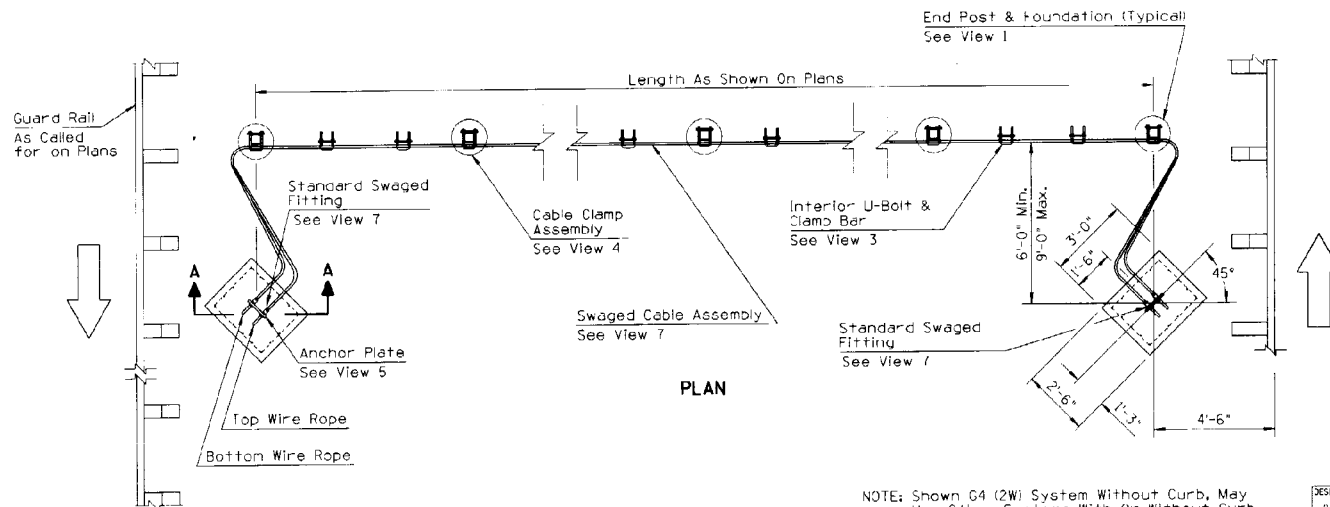 End Post & Foundation (Typical)
See View 1
Length As Shown On Plans
Guard Rail
As Called
for on Plans
Standard Swaged
Fitting
See View 7
Cable Clamp
Assembly
See View 4
Interior U-Bolt &
Clamp Bar
See View 3
6'-0" Min.
9'-0" Max.
3'-0"
1'-6"
45°
A
A
Swaged Cable Assembly
See View 7
Standard Swaged
Fitting
See View 7
Anchor Plate
See View 5
PLAN
2'-6"
1'-3"
4'-6"
Top Wire Rope
Bottom Wire Rope
NOTE: Shown G4 (2W) System Without Curb, May